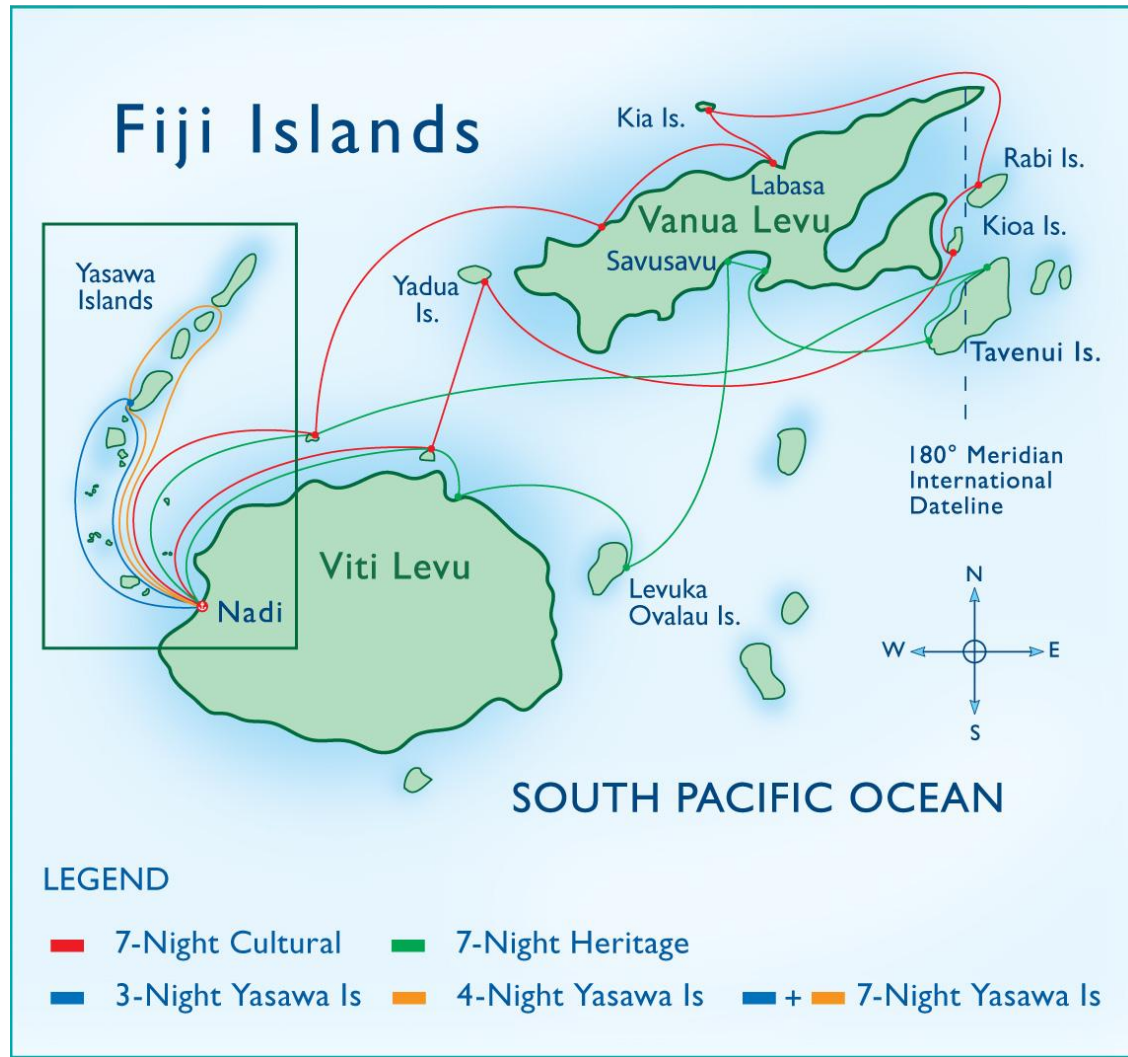 Fiji Islands
Kia Is.
Labasa
Rabi Is.
Vanua Levu
Kioa Is.
Savusavu
Yasawa
Islands
Yadua
Is.
Tavenui Is.
180° Meridian
International
Dateline
Viti Levu
Levuka
Ovalau Is.
Nadi
N
W
E
S
SOUTH PACIFIC OCEAN
LEGEND
7-Night Cultural
7-Night Heritage
3-Night Yasawa Is
4-Night Yasawa Is
+
7-Night Yasawa Is